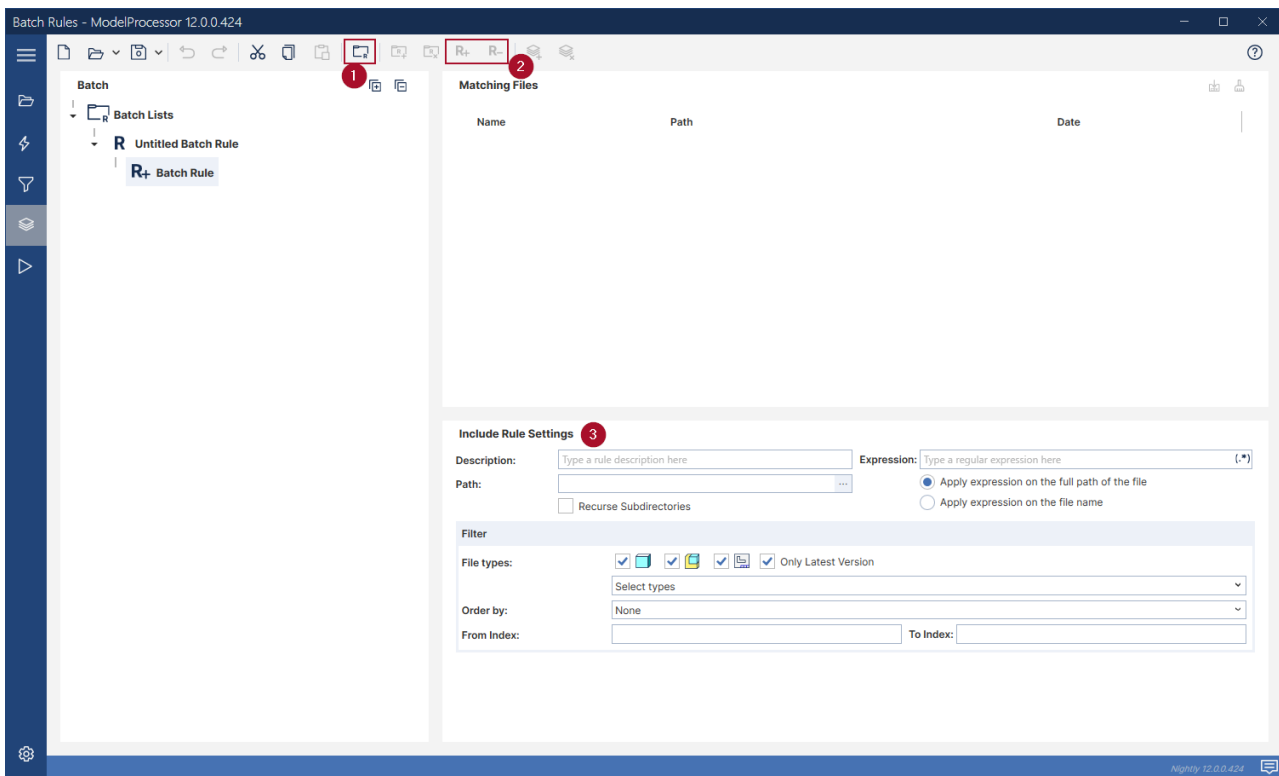 Batch Rules - ModelProcessor 12.0.0.424
R
R+ R-
1
2
Batch
Matching Files
R Batch Lists
Name Path Date
R Untitled Batch Rule
R+ Batch Rule
Include Rule Settings 3
Description: Type a rule description here Expression: Type a regular expression here (.*)
Path: ... Apply expression on the full path of the file
Recurse Subdirectories Apply expression on the file name
Filter
File types: Only Latest Version
Select types
Order by: None
From Index: To Index:
Nightly 12.0.0.424